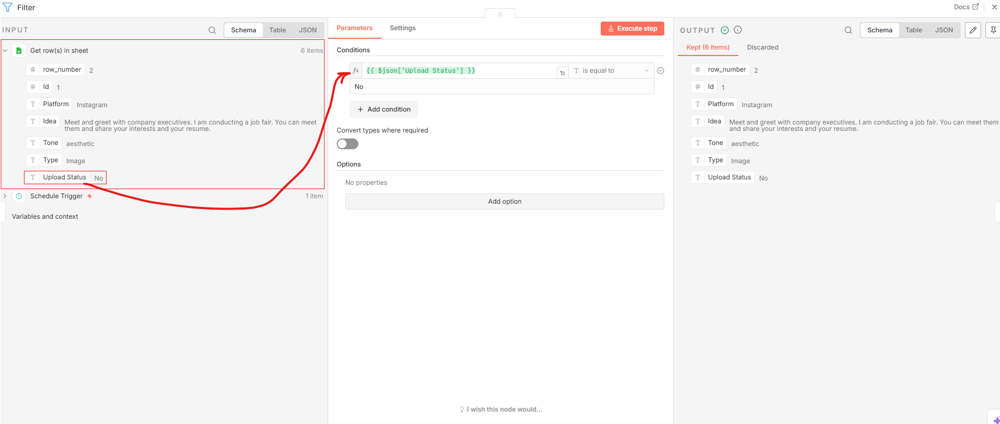 Filter
Docs
INPUT
Schema
Table
JSON
Get row(s) in sheet
6 items
# row_number 2
# Id 1
T Platform Instagram
T Idea Meet and greet with company executives. I am conducting a job fair. You can meet
them and share your interests and your resume.
T Tone aesthetic
T Type Image
T Upload Status No
Schedule Trigger
1 item
Variables and context
Parameters
Settings
Execute step
Conditions
fx {{ $json['Upload Status'] }}
T is equal to
No
+ Add condition
Convert types where required
Options
No properties
Add option
I wish this node would...
OUTPUT
Schema
Table
JSON
Kept (6 items)
Discarded
# row_number 2
# Id 1
T Platform Instagram
T Idea Meet and greet with company executives. I am conducting a job fair. You can meet them
and share your interests and your resume.
T Tone aesthetic
T Type Image
T Upload Status No